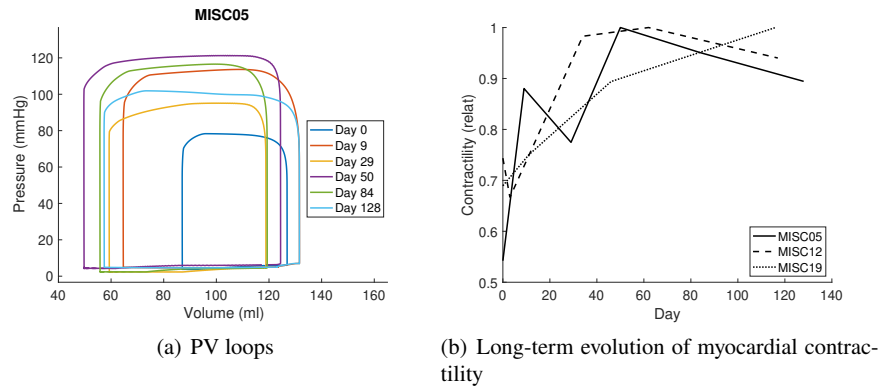 MISC05
Pressure (mmHg)
120
100
80
60
40
20
0
40
60
80
100
120
140
160
Volume (ml)
Day 0
Day 9
Day 29
Day 50
Day 84
Day 128
(a) PV loops
Contractility (relat)
1
0.9
0.8
0.7
0.6
0.5
0
20
40
60
80
100
120
140
Day
MISC05
MISC12
MISC19
(b) Long-term evolution of myocardial contrac-
tility